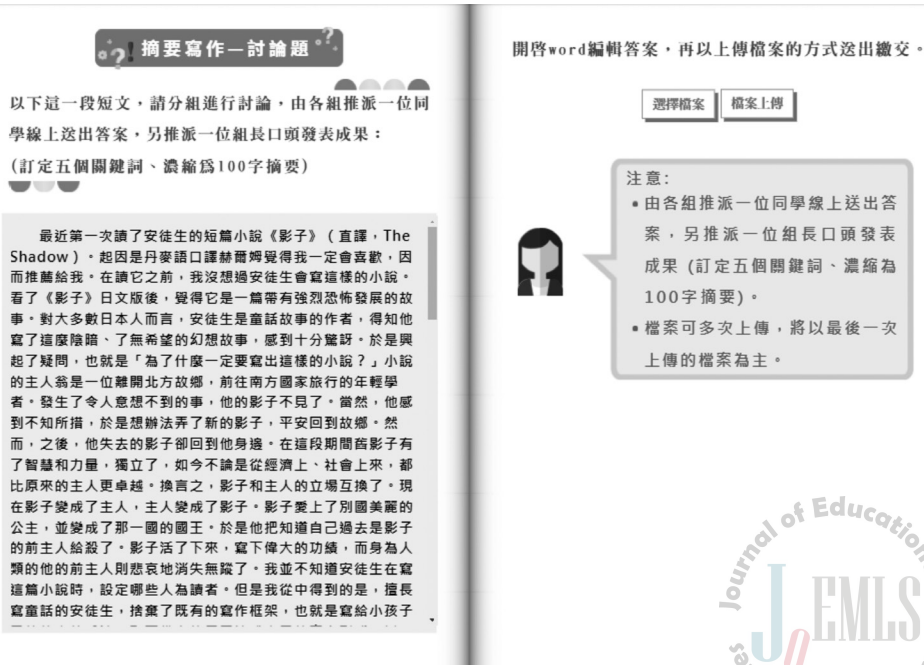 摘要寫作—討論題
以下這一段短文，請分組進行討論，由各組推派一位同
學線上送出答案，另推派一位組長口頭發表成果：
(訂定五個關鍵詞、濃縮為100字摘要)
最近第一次讀了安徒生的短篇小說《影子》（直譯，The
Shadow）。起因是丹麥語口譯赫爾姆覺得我一定會喜歡，因
而推薦給我。在讀它之前，我沒想過安徒生會寫這樣的小說。
看了《影子》日文版後，覺得它是一篇帶有強烈恐怖發展的故
事。對大多數日本人而言，安徒生是童話故事的作者，得知他
寫了這麼陰暗、了無希望的幻想故事，感到十分驚訝。於是興
起了疑問，也就是「為了什麼一定要寫出這樣的小說？」小說
的主人翁是一位離開北方故鄉，前往南方國家旅行的年輕學
者。發生了令人意想不到的事，他的影子不見了。當然，他感
到不知所措，於是想辦法弄了新的影子，平安回到故鄉。然
而，之後，他失去的影子卻回到他身邊。在這段期間舊影子有
了智慧和力量，獨立了，如今不論是從經濟上、社會上來，都
比原來的主人更卓越。換言之，影子和主人的立場互換了。現
在影子變成了主人，主人變成了影子。影子愛上了別國美麗的
公主，並變成了那一國的國王。於是他把知道自己過去是影子
的前主人給殺了。影子活了下來，寫下偉大的功績，而身為人
類的他的前主人則悲哀地消失無蹤了。我並不知道安徒生在寫
這篇小說時，設定哪些人為讀者。但是我從中得到的是，擅長
寫童話的安徒生，捨棄了既有的寫作框架，也就是寫給小孩子
開啓word編輯答案，再以上傳檔案的方式送出繳交。
選擇檔案 檔案上傳
注意：
• 由各組推派一位同學線上送出答
案，另推派一位組長口頭發表
成果 (訂定五個關鍵詞、濃縮為
100字摘要)。
• 檔案可多次上傳，將以最後一次
上傳的檔案為主。
Journal of Educatio
JEMLS